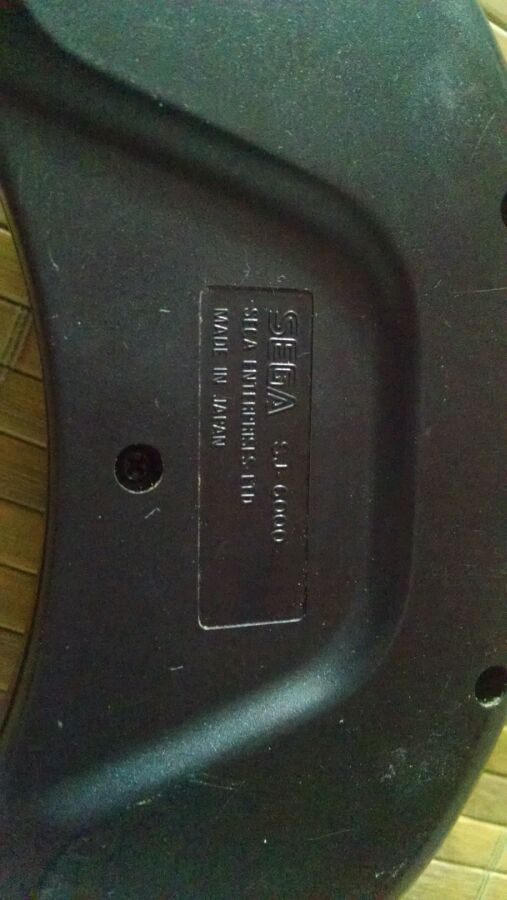 SEGA SJ-6000
SEGA ENTERPRISES LTD
MADE IN JAPAN